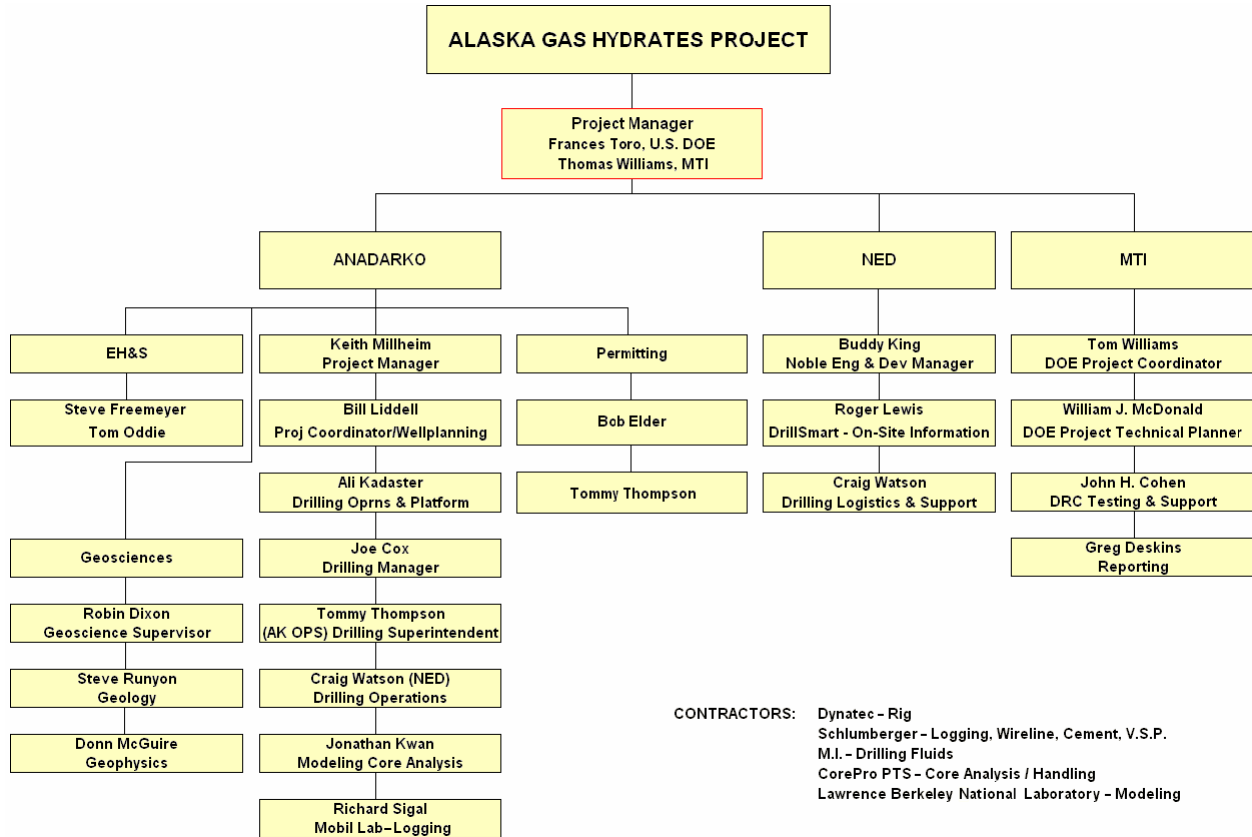 ALASKA GAS HYDRATES PROJECT
Project Manager
Frances Toro, U.S. DOE
Thomas Williams, MTI
ANADARKO
NED
MTI
EH&S
Steve Freemeyer
Tom Oddie
Geosciences
Robin Dixon
Geoscience Supervisor
Steve Runyon
Geology
Donn McGuire
Geophysics
Keith Millheim
Project Manager
Bill Liddell
Proj Coordinator/Wellplanning
Ali Kadaster
Drilling Oprns & Platform
Joe Cox
Drilling Manager
Tommy Thompson
(AK OPS) Drilling Superintendent
Craig Watson (NED)
Drilling Operations
Jonathan Kwan
Modeling Core Analysis
Richard Sigal
Mobil Lab–Logging
Permitting
Bob Elder
Tommy Thompson
Buddy King
Noble Eng & Dev Manager
Roger Lewis
DrillSmart - On-Site Information
Craig Watson
Drilling Logistics & Support
Tom Williams
DOE Project Coordinator
William J. McDonald
DOE Project Technical Planner
John H. Cohen
DRC Testing & Support
Greg Deskins
Reporting
CONTRACTORS: Dynatec – Rig
Schlumberger – Logging, Wireline, Cement, V.S.P.
M.I. – Drilling Fluids
CorePro PTS – Core Analysis / Handling
Lawrence Berkeley National Laboratory – Modeling